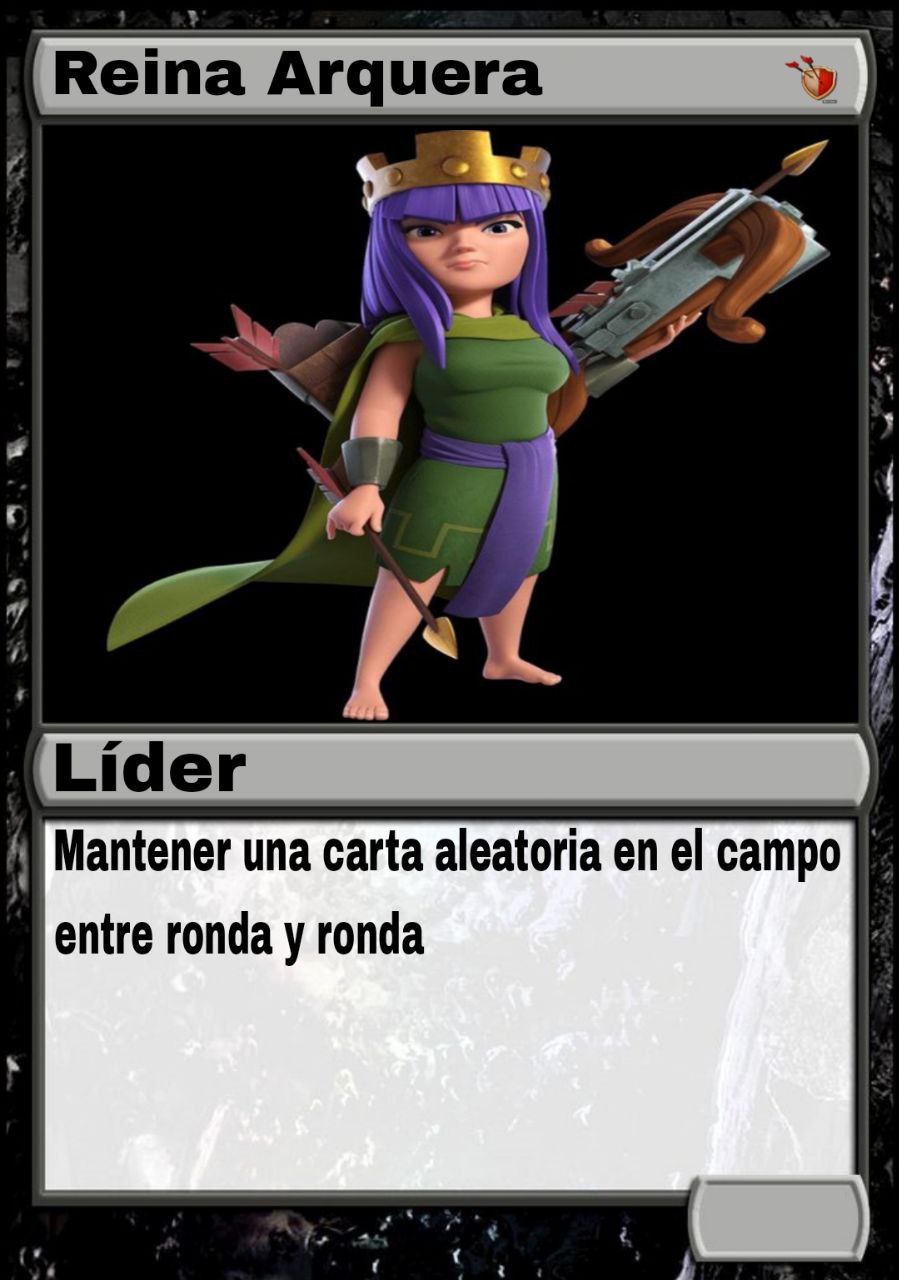 Reina Arquera
Líder
Mantener una carta aleatoria en el campo
entre ronda y ronda